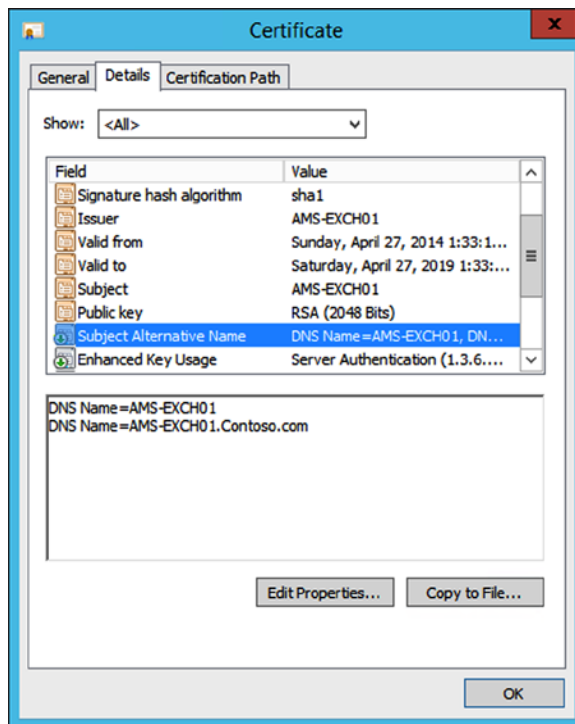 Certificate
x
General Details Certification Path
Show: <All>
Field Value
Signature hash algorithm sha1
Issuer AMS-EXCH01
Valid from Sunday, April 27, 2014 1:33:1...
Valid to Saturday, April 27, 2019 1:33:...
Subject AMS-EXCH01
Public key RSA (2048 Bits)
Subject Alternative Name DNS Name=AMS-EXCH01, DN...
Enhanced Key Usage Server Authentication (1.3.6....
DNS Name=AMS-EXCH01
DNS Name=AMS-EXCH01.Contoso.com
Edit Properties... Copy to File...
OK